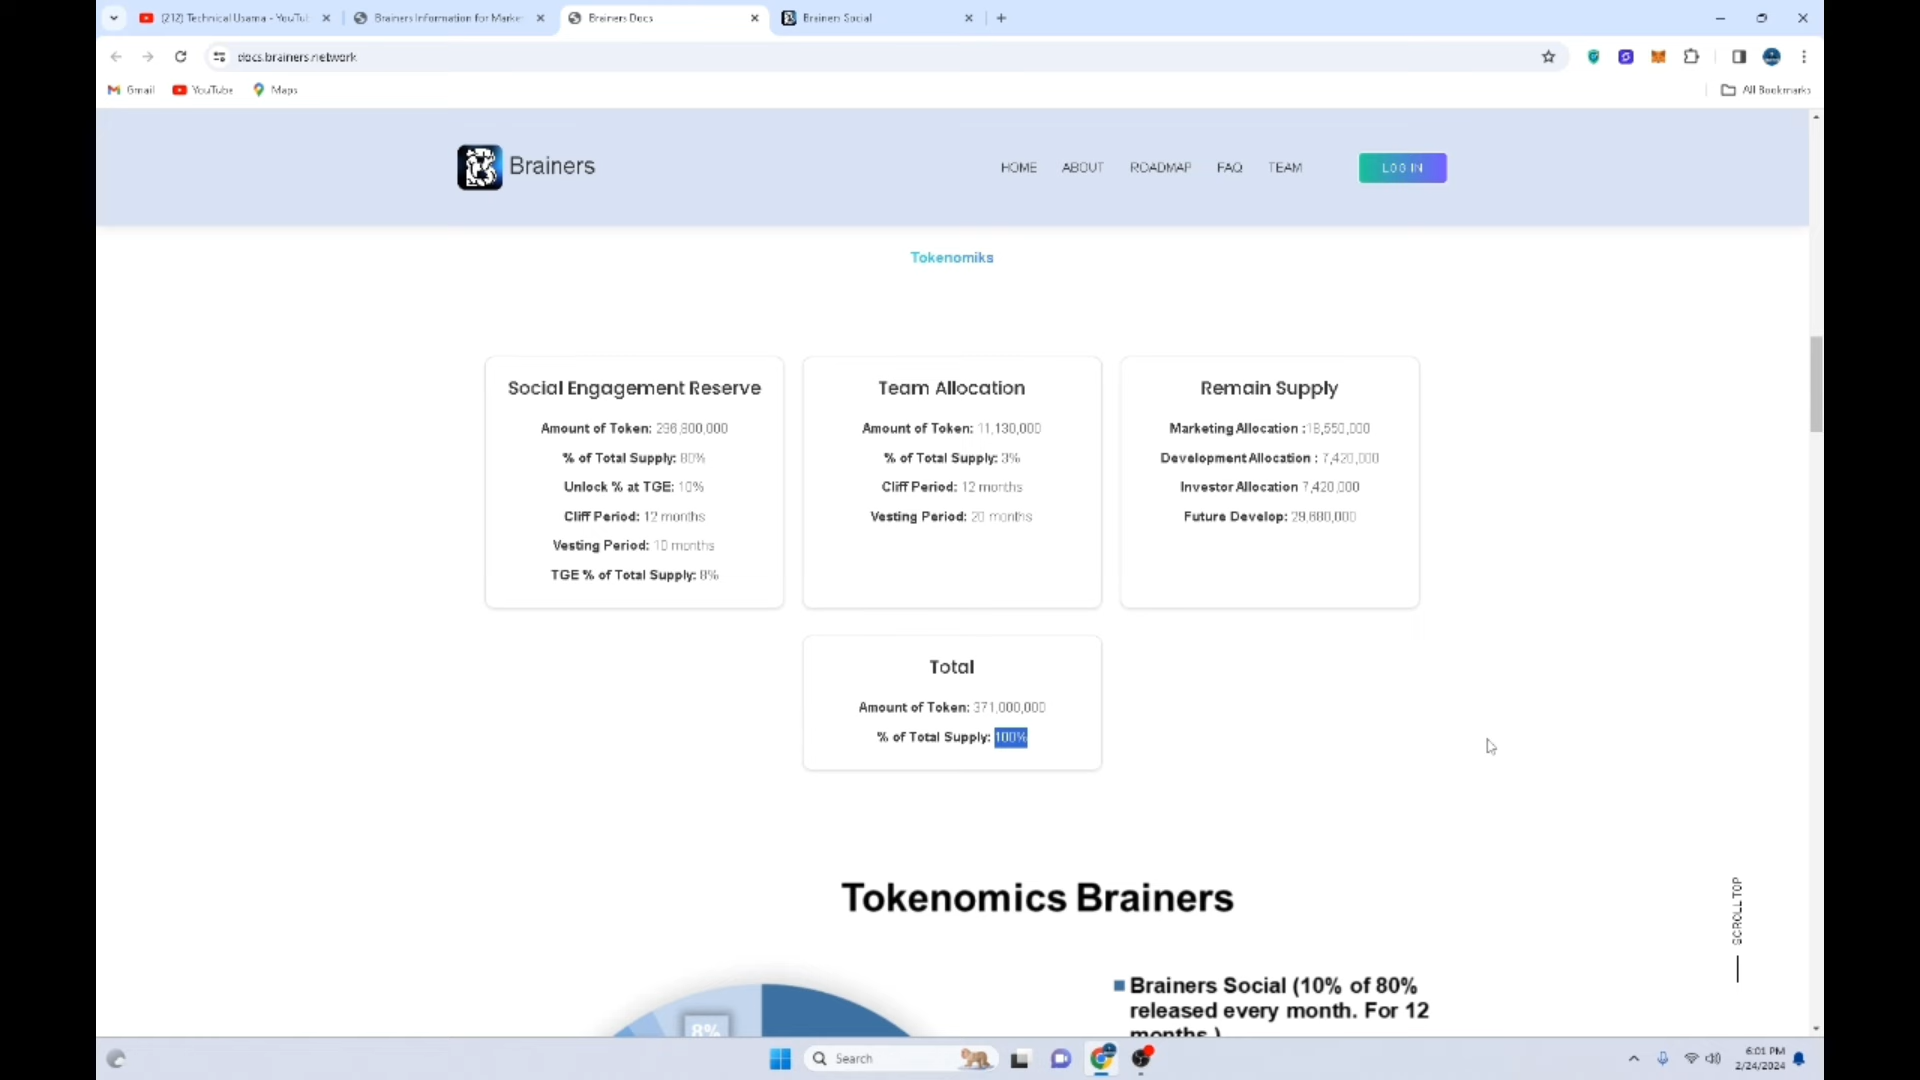 (212) Technical Usama - YouTu
Brainers Information for Marke
Brainers Docs
Brainers Social
docs.brainers.network
Gmail
YouTube
Maps
All Bookmarks
Brainers
HOME
ABOUT
ROADMAP
FAQ
TEAM
LOG IN
Tokenomiks
Social Engagement Reserve
Amount of Token: 296,800,000
% of Total Supply: 80%
Unlock % at TGE: 10%
Cliff Period: 12 months
Vesting Period: 10 months
TGE % of Total Supply: 8%
Team Allocation
Amount of Token: 11,130,000
% of Total Supply: 3%
Cliff Period: 12 months
Vesting Period: 20 months
Remain Supply
Marketing Allocation :18,550,000
Development Allocation : 7,420,000
Investor Allocation 7,420,000
Future Develop: 29,680,000
Total
Amount of Token: 371,000,000
% of Total Supply: 100%
Tokenomics Brainers
8%
Brainers Social (10% of 80%
released every month. For 12
months.)
SCROLL TOP
Search
6:01 PM
2/24/2024